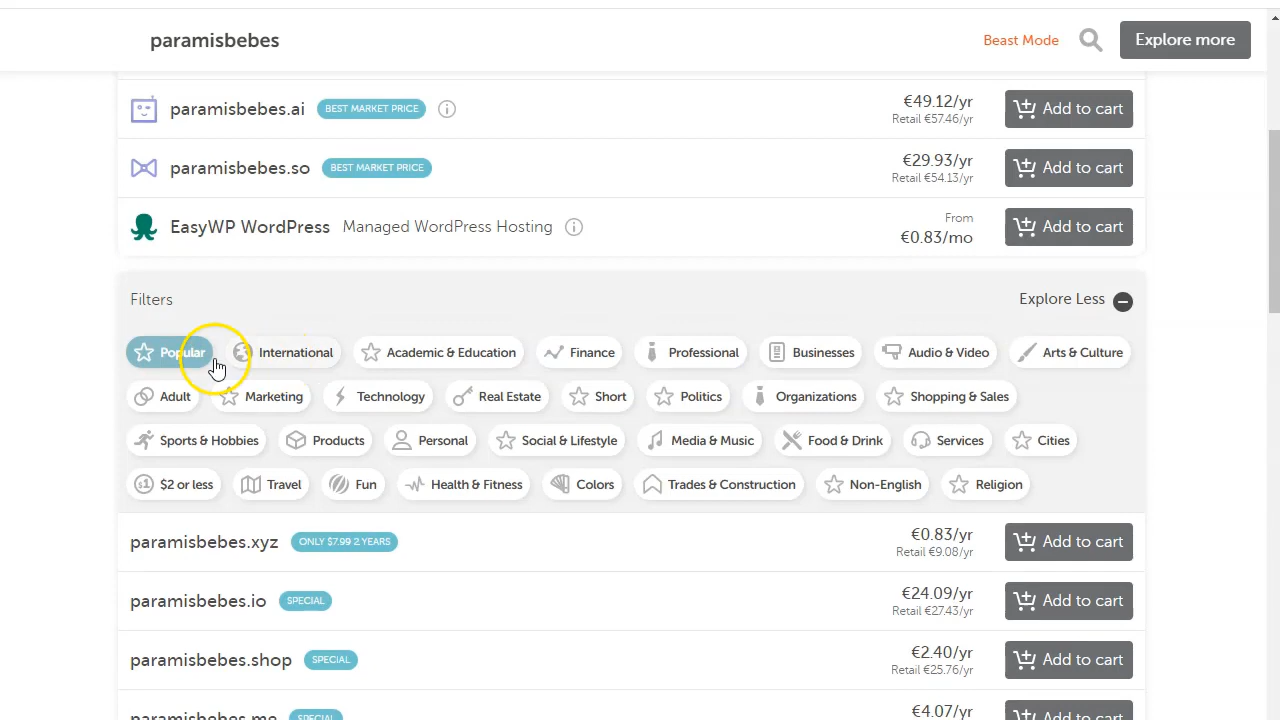 paramisbebes
Beast Mode
Explore more
paramisbebes.ai BEST MARKET PRICE €49.12/yr Add to cart
Retail €57.46/yr
paramisbebes.so BEST MARKET PRICE €29.93/yr Add to cart
Retail €54.13/yr
EasyWP WordPress Managed WordPress Hosting From Add to cart
€0.83/mo
Filters Explore Less
Popular International Academic & Education Finance Professional Businesses Audio & Video Arts & Culture
Adult Marketing Technology Real Estate Short Politics Organizations Shopping & Sales
Sports & Hobbies Products Personal Social & Lifestyle Media & Music Food & Drink Services Cities
$1 $2 or less Travel Fun Health & Fitness Colors Trades & Construction Non-English Religion
paramisbebes.xyz ONLY $7.99 2 YEARS €0.83/yr Add to cart
Retail €9.08/yr
paramisbebes.io SPECIAL €24.09/yr Add to cart
Retail €27.43/yr
paramisbebes.shop SPECIAL €2.40/yr Add to cart
Retail €25.76/yr
paramisbebes.me SPECIAL €4.07/yr Add to cart